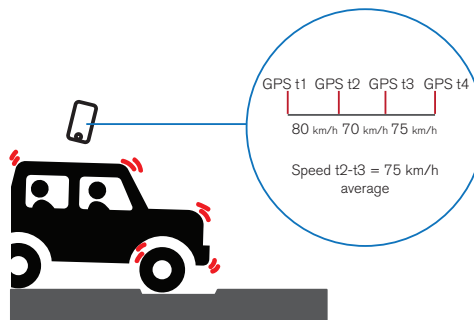 GPS t1 GPS t2 GPS t3 GPS t4
80 km/h 70 km/h 75 km/h
Speed t2-t3 = 75 km/h
average